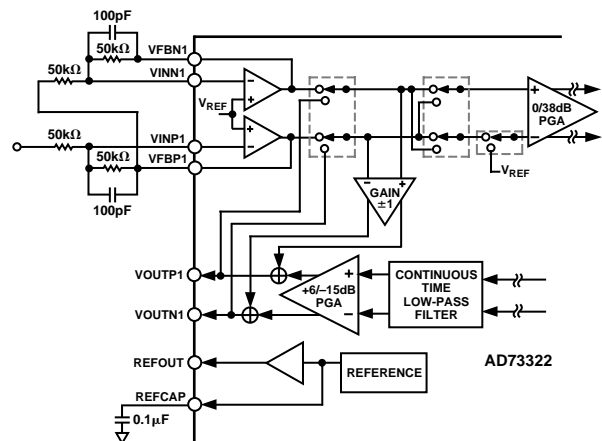 100pF
50kΩ
VFBN1
50kΩ
VINN1
VREF
50kΩ
VINP1
50kΩ
VFBP1
100pF
0/38dB
PGA
VREF
GAIN
±1
VOUTP1
+6/–15dB
PGA
CONTINUOUS
TIME
LOW-PASS
FILTER
VOUTN1
REFOUT
REFERENCE
AD73322
REFCAP
0.1μF